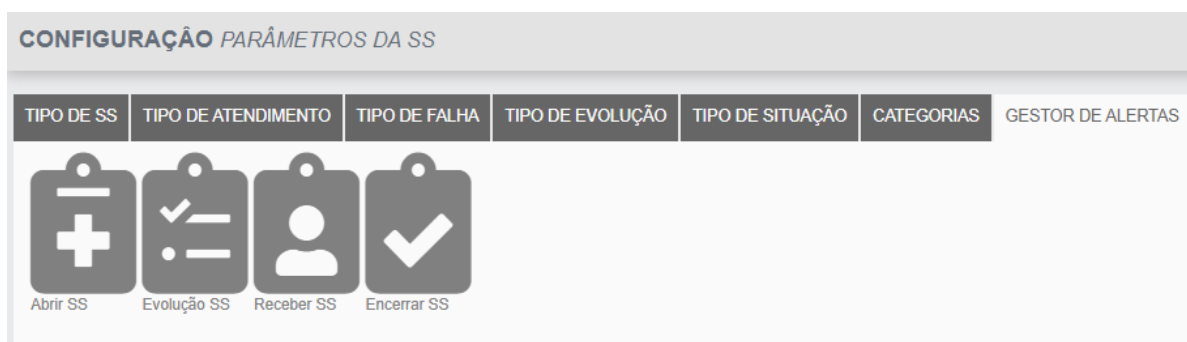 CONFIGURAÇÂO PARÂMETROS DA SS
TIPO DE SS TIPO DE ATENDIMENTO TIPO DE FALHA TIPO DE EVOLUÇÃO TIPO DE SITUAÇÃO CATEGORIAS GESTOR DE ALERTAS
Abrir SS Evolução SS Receber SS Encerrar SS